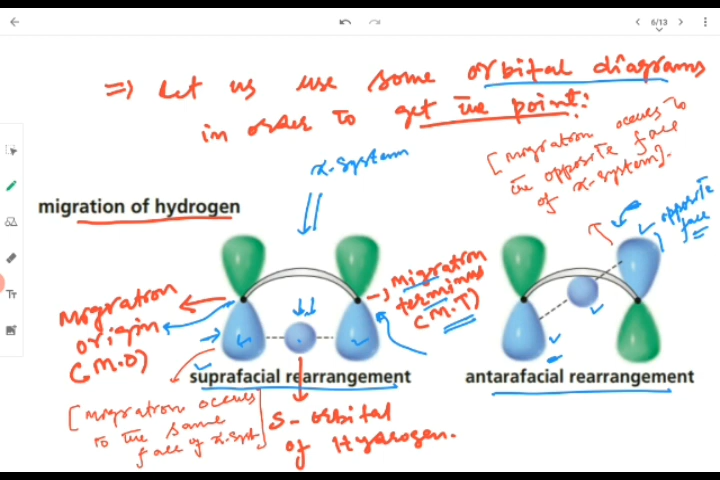 6/13
=> Let us use some orbital diagrams
in order to get the point:
[Migration occurs to
the opposite face
of π-system].
π-system
migration of hydrogen
opposite
face
Migration
origin
(M.O)
Migration
terminus
(M.T)
suprafacial rearrangement
antarafacial rearrangement
[Migration occurs
to the same
face of π-syst]
S-orbital
of Hydrogen.